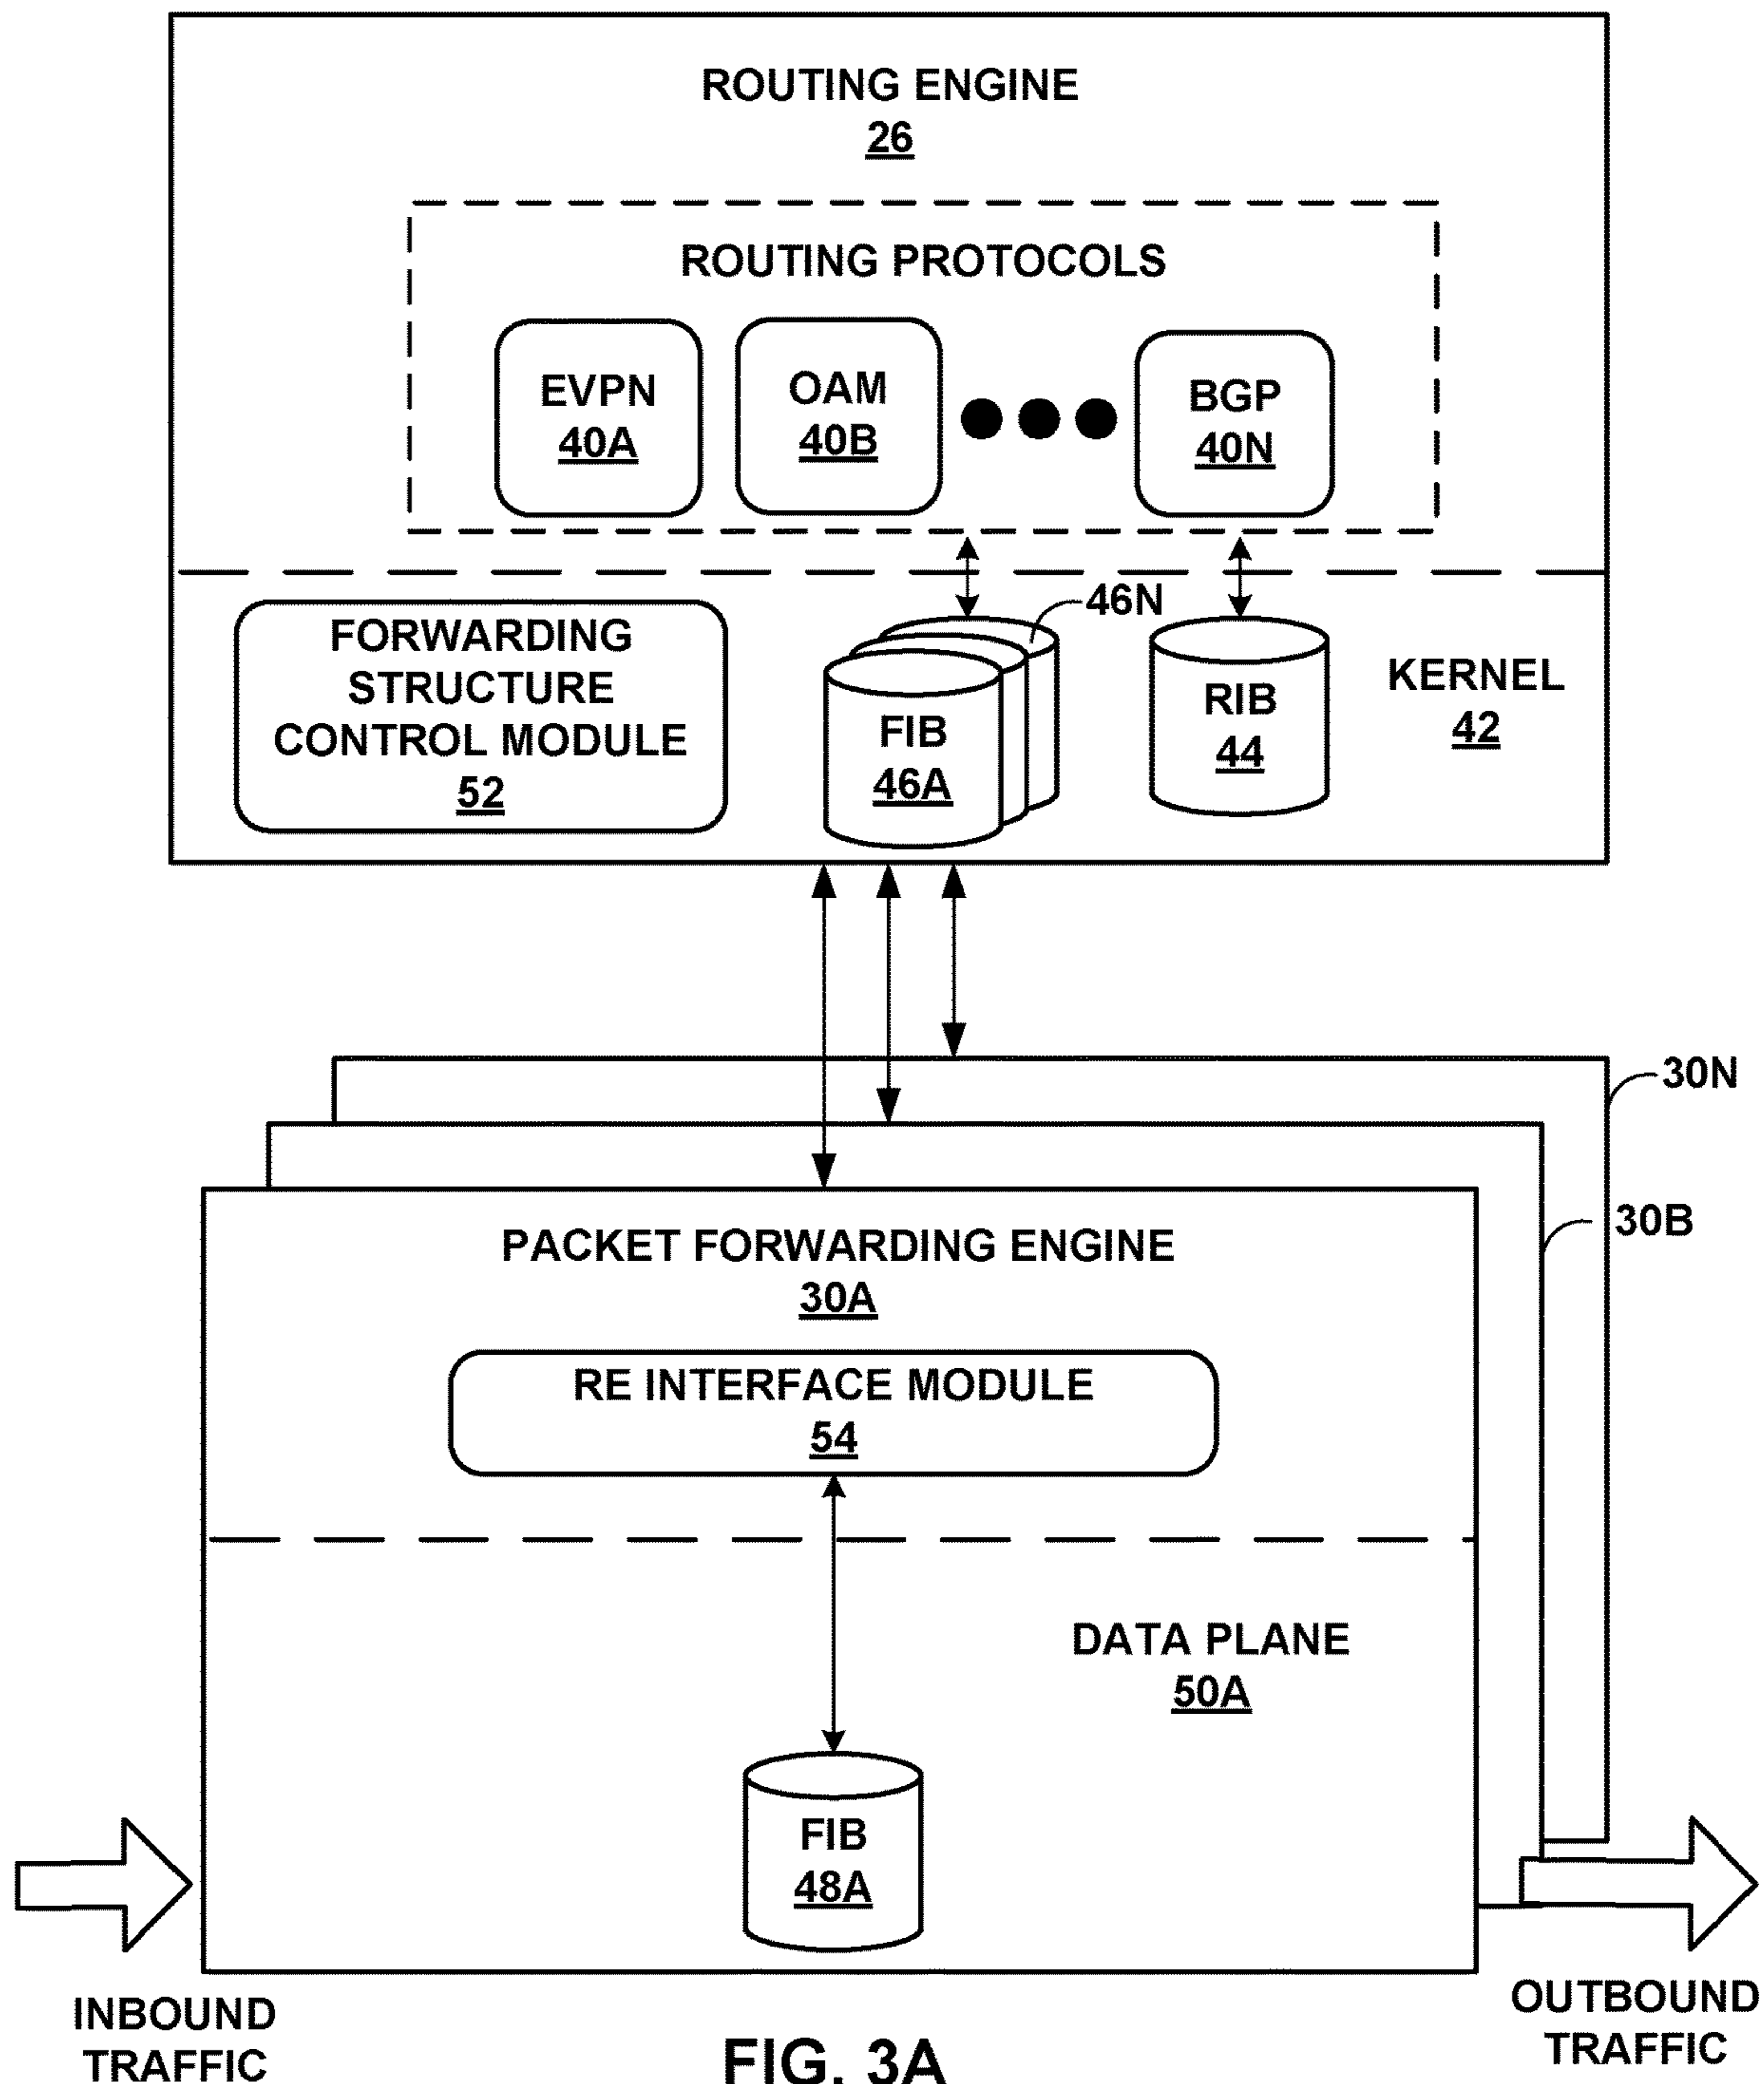 ROUTING ENGINE
26
ROUTING PROTOCOLS
EVPN
40A
OAM
40B
BGP
40N
FORWARDING
STRUCTURE
CONTROL MODULE
52
46N
FIB
46A
RIB
44
KERNEL
42
30N
30B
PACKET FORWARDING ENGINE
30A
RE INTERFACE MODULE
54
DATA PLANE
50A
FIB
48A
INBOUND
TRAFFIC
OUTBOUND
TRAFFIC
FIG. 3A